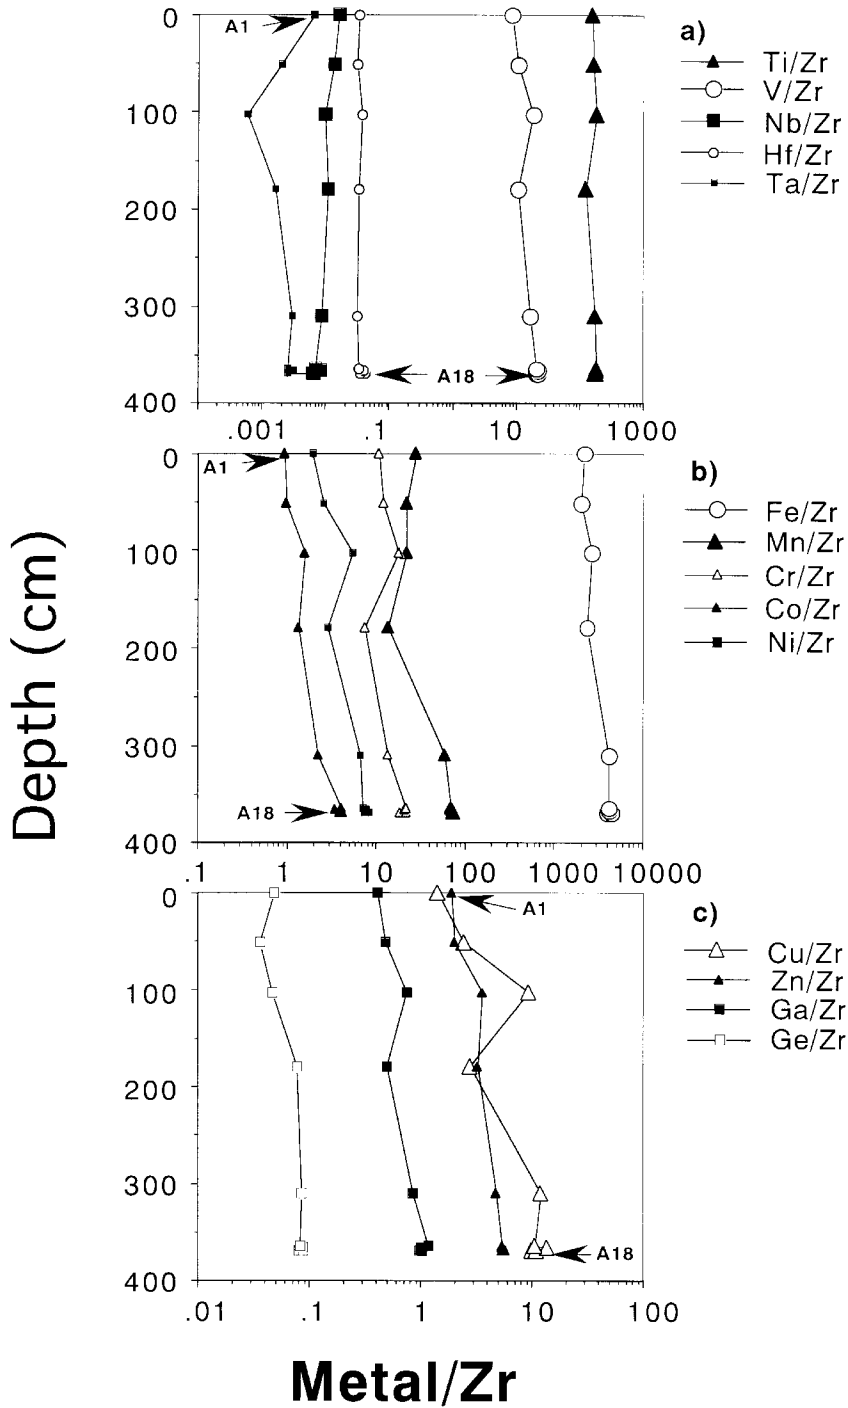 a)
0
A1
Ti/Zr
V/Zr
Nb/Zr
Hf/Zr
Ta/Zr
100
200
300
A18
400
.001 .1 10 1000
b)
0
A1
Fe/Zr
Mn/Zr
Cr/Zr
Co/Zr
Ni/Zr
100
200
300
A18
400
.1 1 10 100 1000 10000
c)
0
A1
Cu/Zr
Zn/Zr
Ga/Zr
Ge/Zr
100
200
300
A18
400
.01 .1 1 10 100
Depth (cm)
Metal/Zr